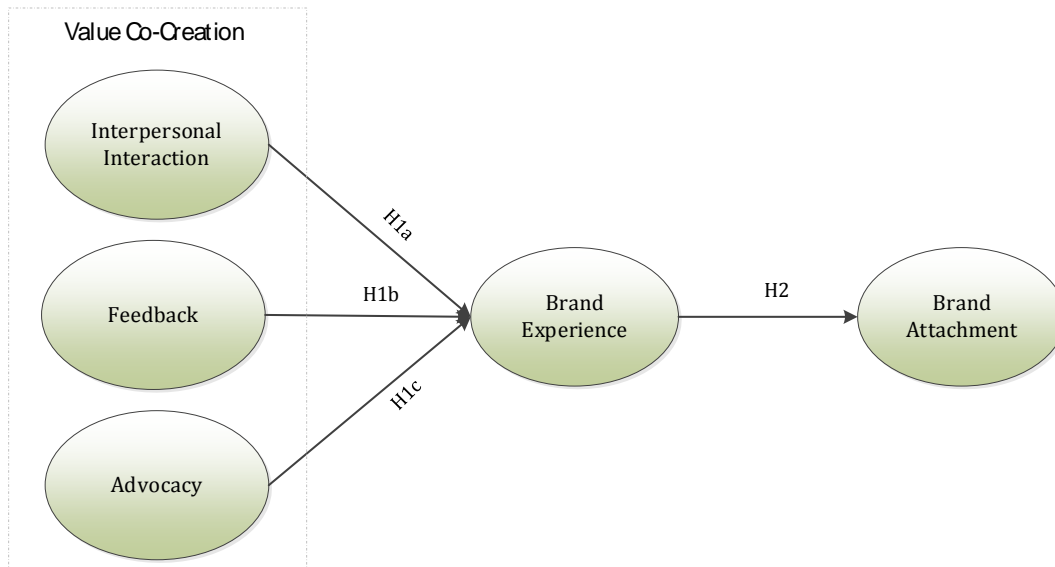 Value Co-Creation
Interpersonal
Interaction
H1a
Feedback
H1b
Brand
Experience
H2
Brand
Attachment
H1c
Advocacy